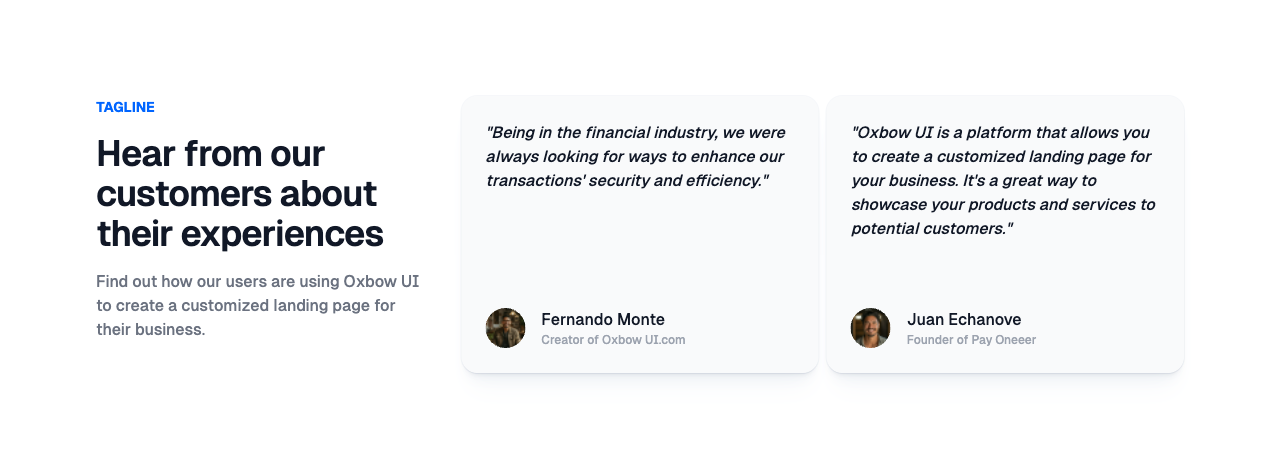 TAGLINE
Hear from our
customers about
their experiences
Find out how our users are using Oxbow UI
to create a customized landing page for
their business.
"Being in the financial industry, we were
always looking for ways to enhance our
transactions' security and efficiency."
Fernando Monte
Creator of Oxbow UI.com
"Oxbow UI is a platform that allows you
to create a customized landing page for
your business. It's a great way to
showcase your products and services to
potential customers."
Juan Echanove
Founder of Pay Oneeer